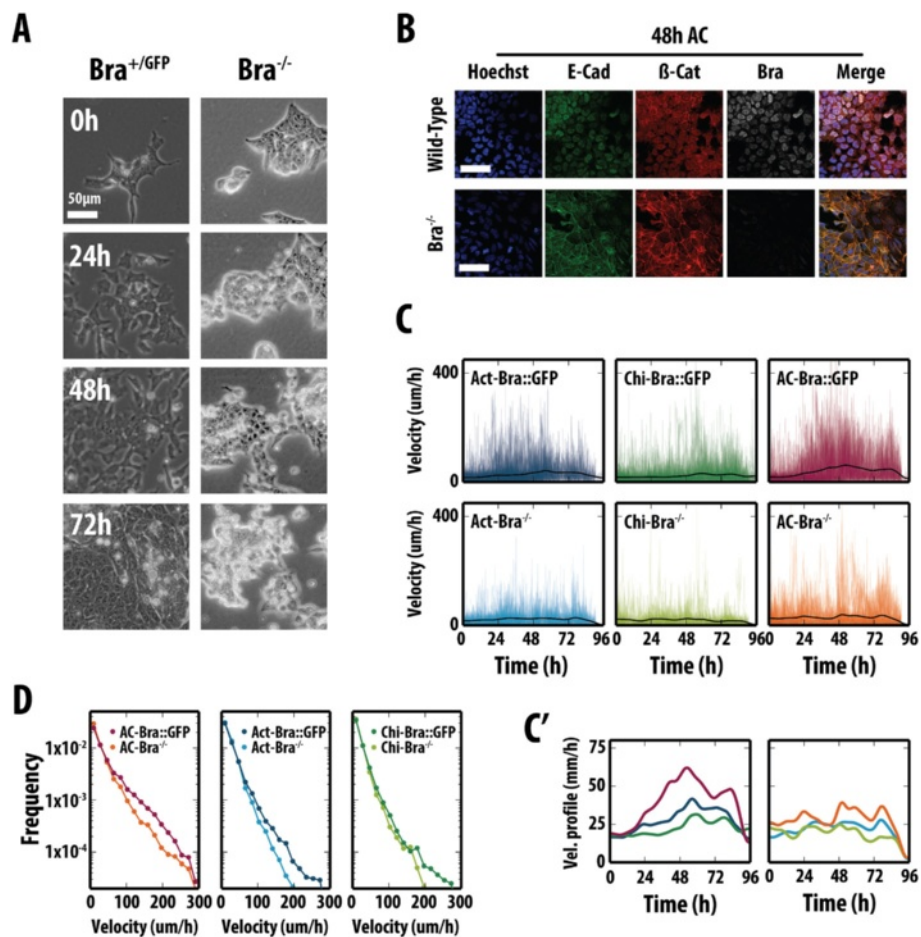 A
Bra+/GFP
Bra-/-
0h
50μm
24h
48h
72h
B
48h AC
Hoechst
E-Cad
ß-Cat
Bra
Merge
Wild-Type
Bra-/-
C
Velocity (um/h)
400
0
Act-Bra::GFP
Chi-Bra::GFP
AC-Bra::GFP
Velocity (um/h)
400
0
Act-Bra-/-
Chi-Bra-/-
AC-Bra-/-
0 24 48 72 960 24 48 72 960 24 48 72 96
Time (h)
Time (h)
Time (h)
D
Frequency
1x10-2
1x10-3
1x10-4
AC-Bra::GFP
AC-Bra-/-
Act-Bra::GFP
Act-Bra-/-
Chi-Bra::GFP
Chi-Bra-/-
0 100 200 300
0 100 200 300
0 100 200 300
Velocity (um/h)
Velocity (um/h)
Velocity (um/h)
C'
Vel. profile (mm/h)
75
50
25
0
0 24 48 72 96
0 24 48 72 96
Time (h)
Time (h)